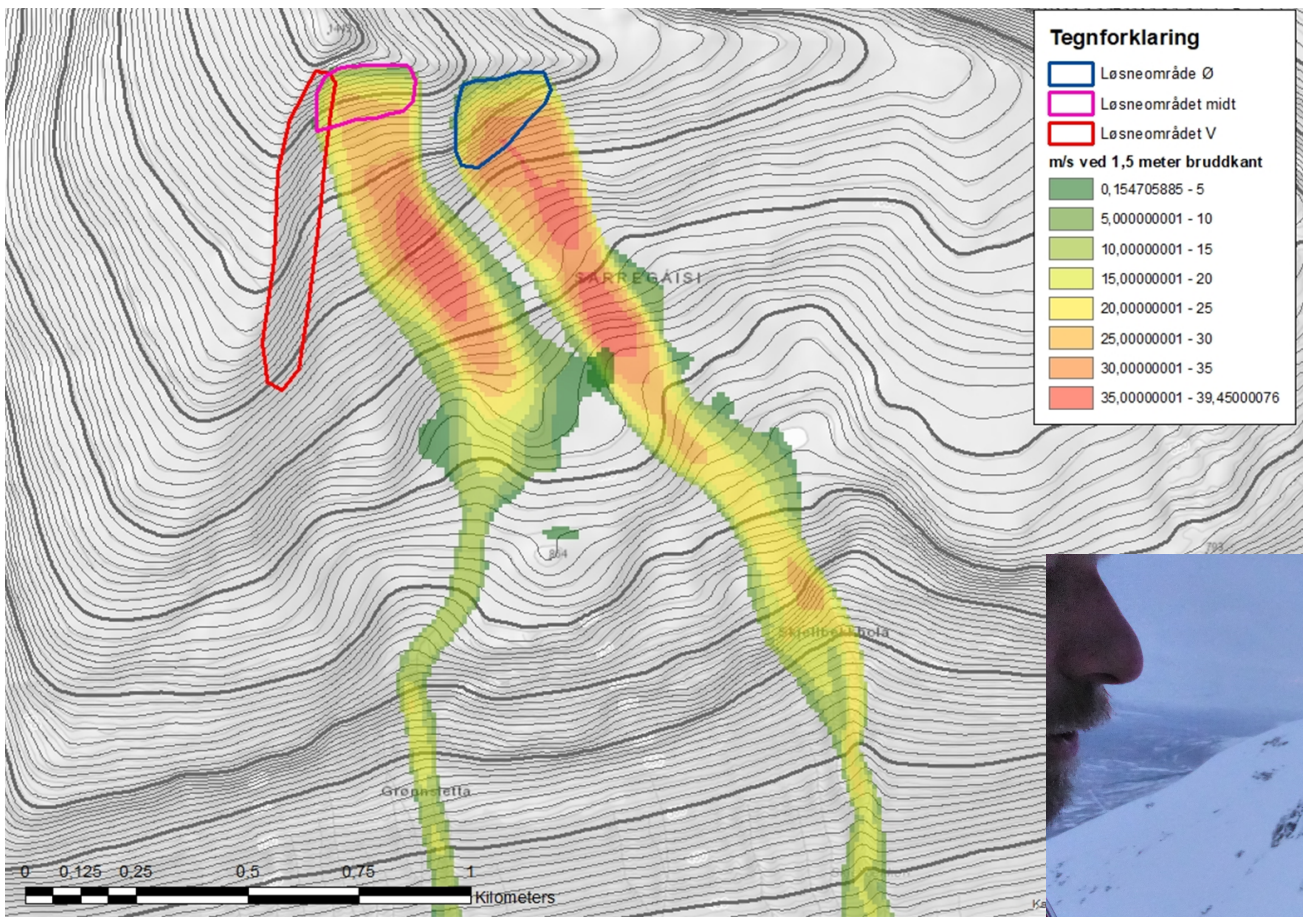 Tegnforklaring
Løsneområde Ø
Løsneområdet midt
Løsneområdet V
m/s ved 1,5 meter bruddkant
0,154705885 - 5
5,000000001 - 10
10,00000001 - 15
15,00000001 - 20
20,00000001 - 25
25,00000001 - 30
30,00000001 - 35
35,00000001 - 39,45000076
SARREGÁISI
793
Grønnsletta
0 0,125 0,25 0,5 0,75 1
Kilometers